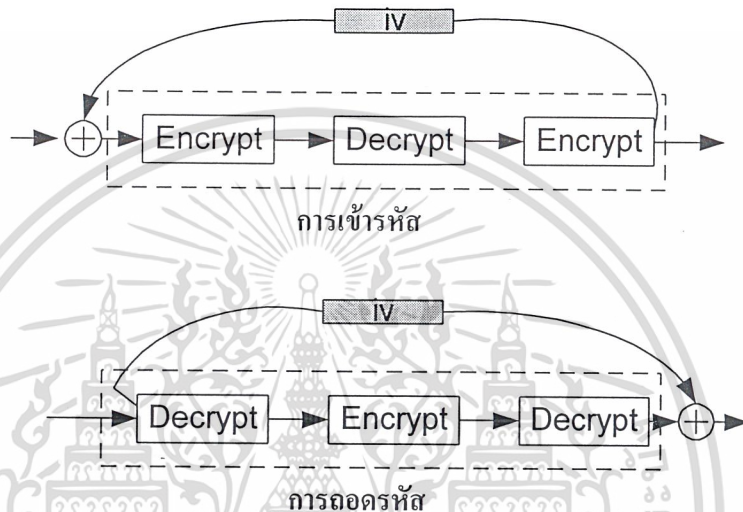 IV
Encrypt Decrypt Encrypt
การเข้ารหัส
IV
Decrypt Encrypt Decrypt
การถอดรหัส